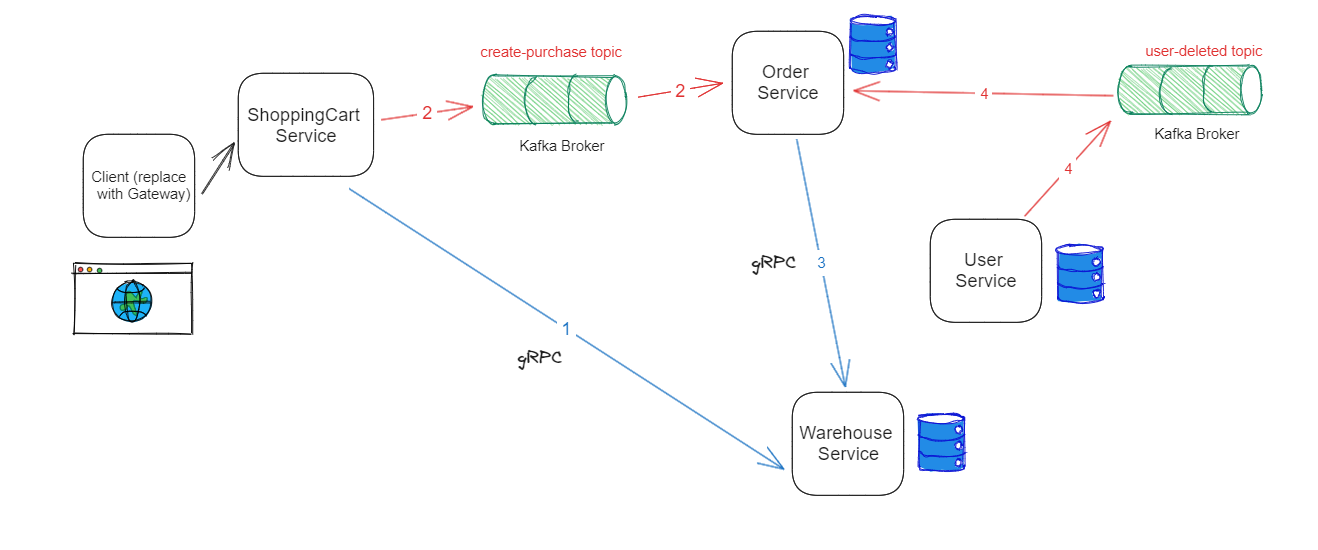 create-purchase topic
user-deleted topic
Order
Service
ShoppingCart
Service
2
2
4
Kafka Broker
Kafka Broker
Client (replace
with Gateway)
4
gRPC
3
User
Service
1
gRPC
Warehouse
Service